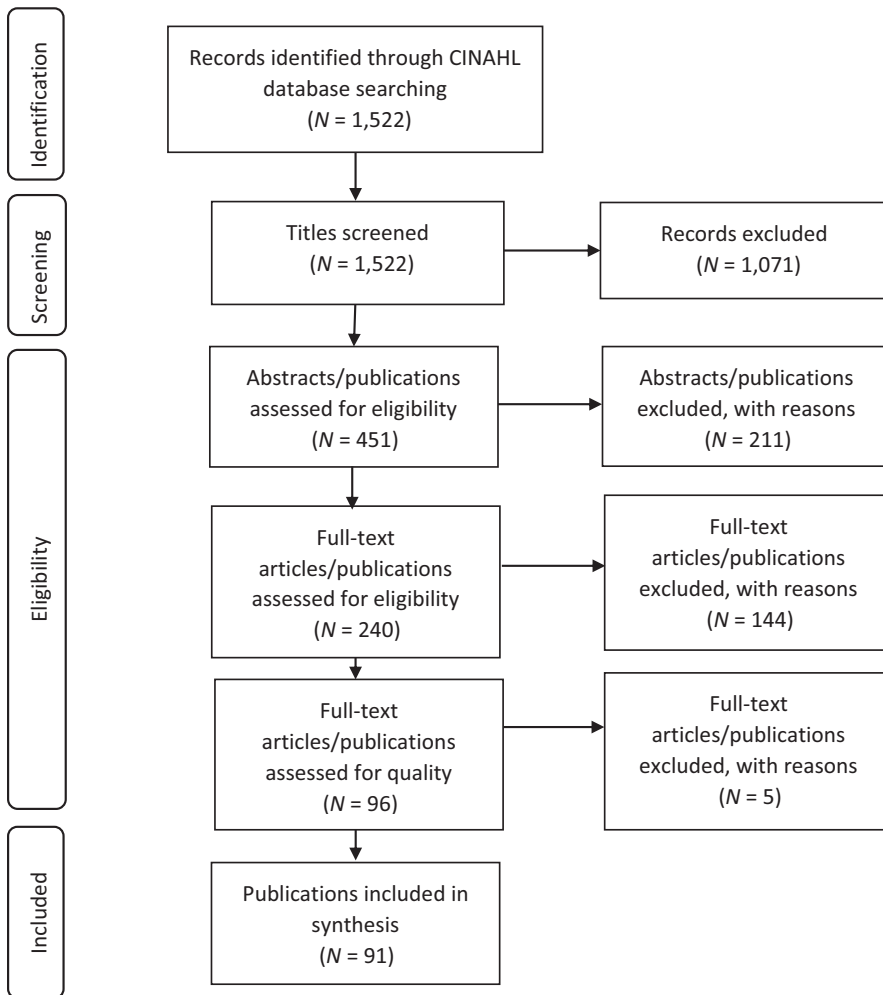 Identification
Records identified through CINAHL
database searching
(N = 1,522)
Screening
Titles screened
(N = 1,522)
Records excluded
(N = 1,071)
Eligibility
Abstracts/publications
assessed for eligibility
(N = 451)
Abstracts/publications
excluded, with reasons
(N = 211)
Full-text
articles/publications
assessed for eligibility
(N = 240)
Full-text
articles/publications
excluded, with reasons
(N = 144)
Full-text
articles/publications
assessed for quality
(N = 96)
Full-text
articles/publications
excluded, with reasons
(N = 5)
Included
Publications included in
synthesis
(N = 91)